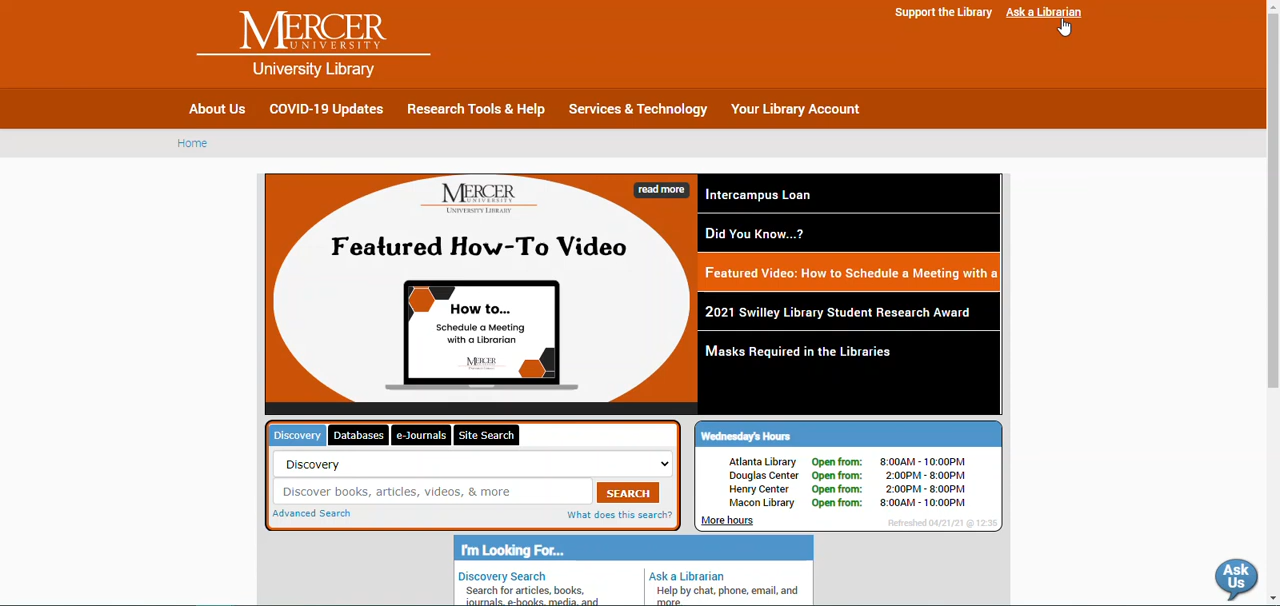 Support the Library Ask a Librarian
MERCER
UNIVERSITY
University Library
About Us COVID-19 Updates Research Tools & Help Services & Technology Your Library Account
Home
MERCER
UNIVERSITY LIBRARY
read more
Featured How-To Video
How to...
Schedule a Meeting
with a Librarian
MERCER
Intercampus Loan
Did You Know...?
Featured Video: How to Schedule a Meeting with a
2021 Swilley Library Student Research Award
Masks Required in the Libraries
Discovery Databases e-Journals Site Search
Discovery
Discover books, articles, videos, & more SEARCH
Advanced Search What does this search?
Wednesday's Hours
Atlanta Library Open from: 8:00AM - 10:00PM
Douglas Center Open from: 2:00PM - 8:00PM
Henry Center Open from: 2:00PM - 8:00PM
Macon Library Open from: 8:00AM - 10:00PM
More hours Refreshed 04/21/21 @ 12:35
I'm Looking For...
Discovery Search
Search for articles, books,
journals, e-books, media, and
Ask a Librarian
Help by chat, phone, email, and
more.
Ask
Us